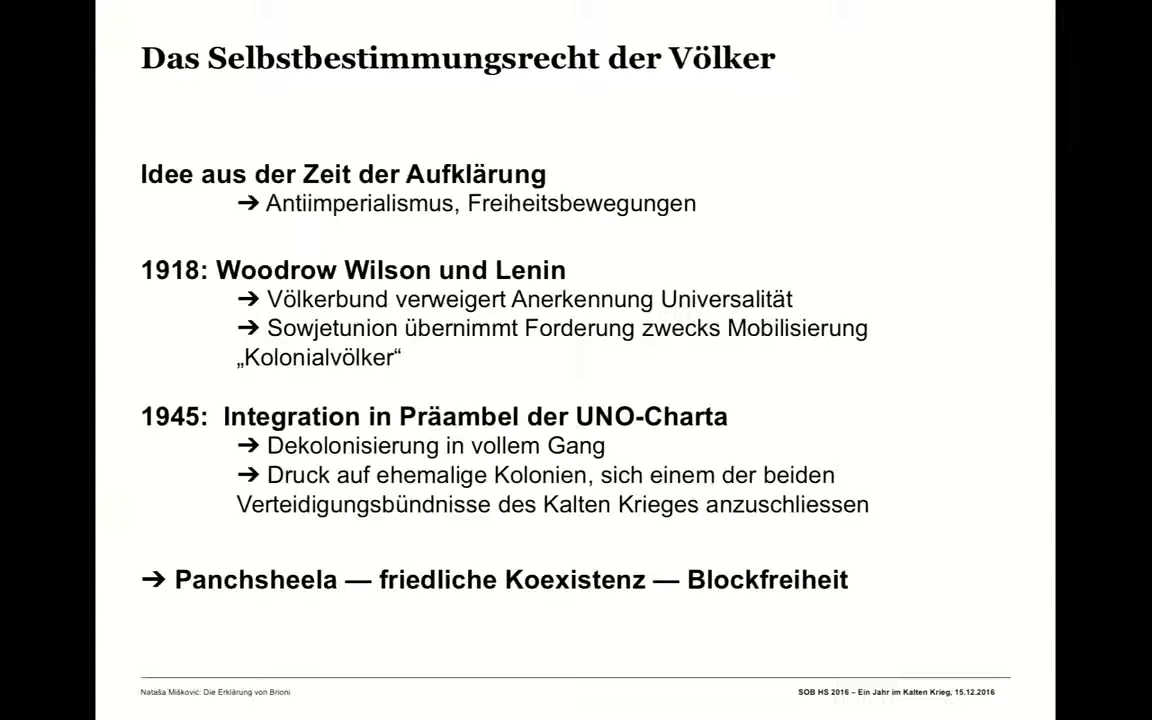 Das Selbstbestimmungsrecht der Völker
Idee aus der Zeit der Aufklärung
➔ Antiimperialismus, Freiheitsbewegungen
1918: Woodrow Wilson und Lenin
➔ Völkerbund verweigert Anerkennung Universalität
➔ Sowjetunion übernimmt Forderung zwecks Mobilisierung
„Kolonialvölker“
1945: Integration in Präambel der UNO-Charta
➔ Dekolonisierung in vollem Gang
➔ Druck auf ehemalige Kolonien, sich einem der beiden
Verteidigungsbündnisse des Kalten Krieges anzuschliessen
➔ Panchsheela — friedliche Koexistenz — Blockfreiheit
Nataša Mišković: Die Erklärung von Brioni
SOB HS 2016 – Ein Jahr im Kalten Krieg, 15.12.2016